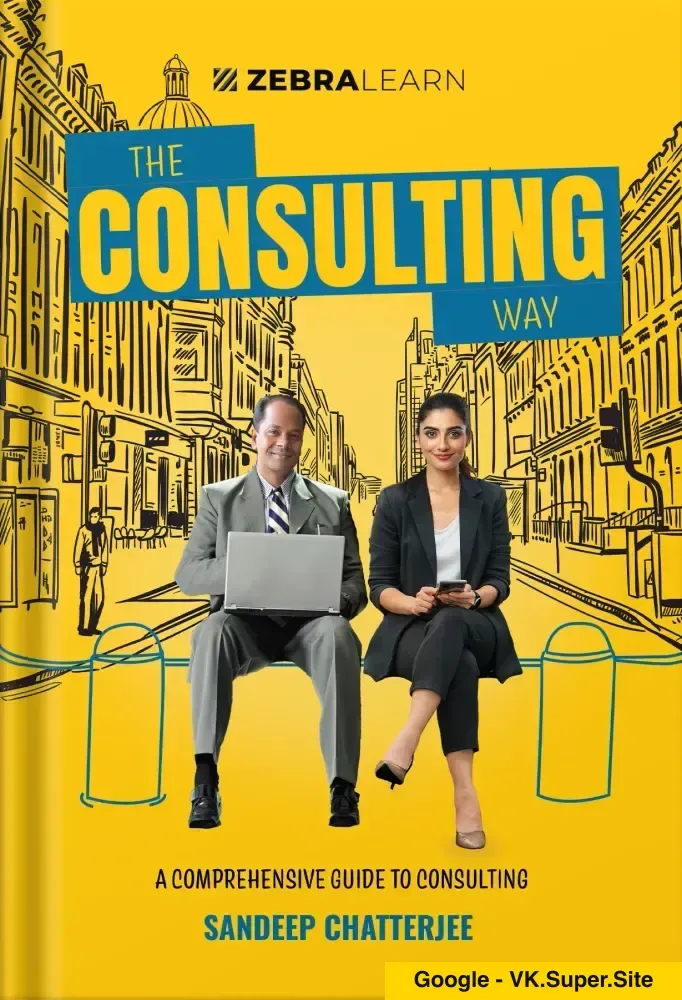 ZEBRALEARN
THE
CONSULTING
WAY
A COMPREHENSIVE GUIDE TO CONSULTING
SANDEEP CHATTERJEE
Google - VK.Super.Site